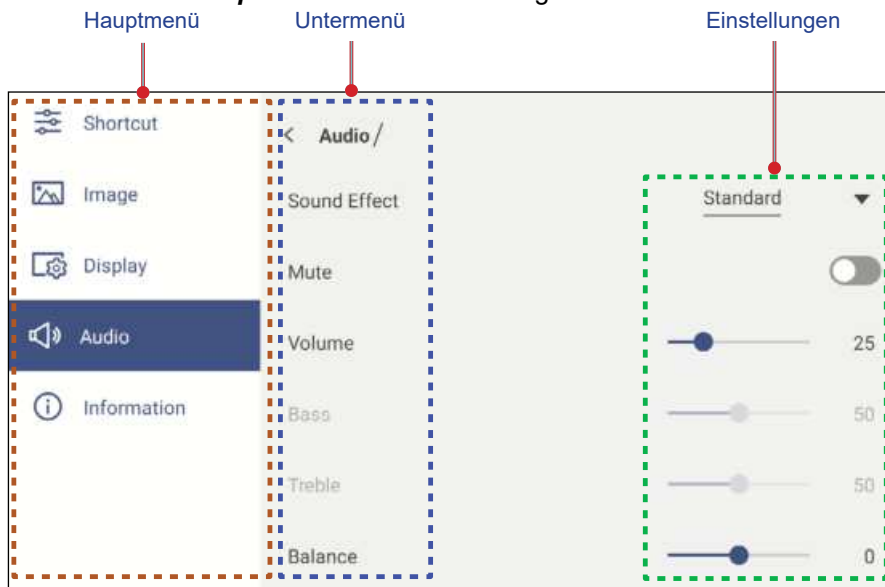 Hauptmenü Untermenü Einstellungen
Shortcut
Image
Display
Audio
Information
< Audio /
Sound Effect Standard
Mute
Volume 25
Bass 50
Treble 50
Balance 0